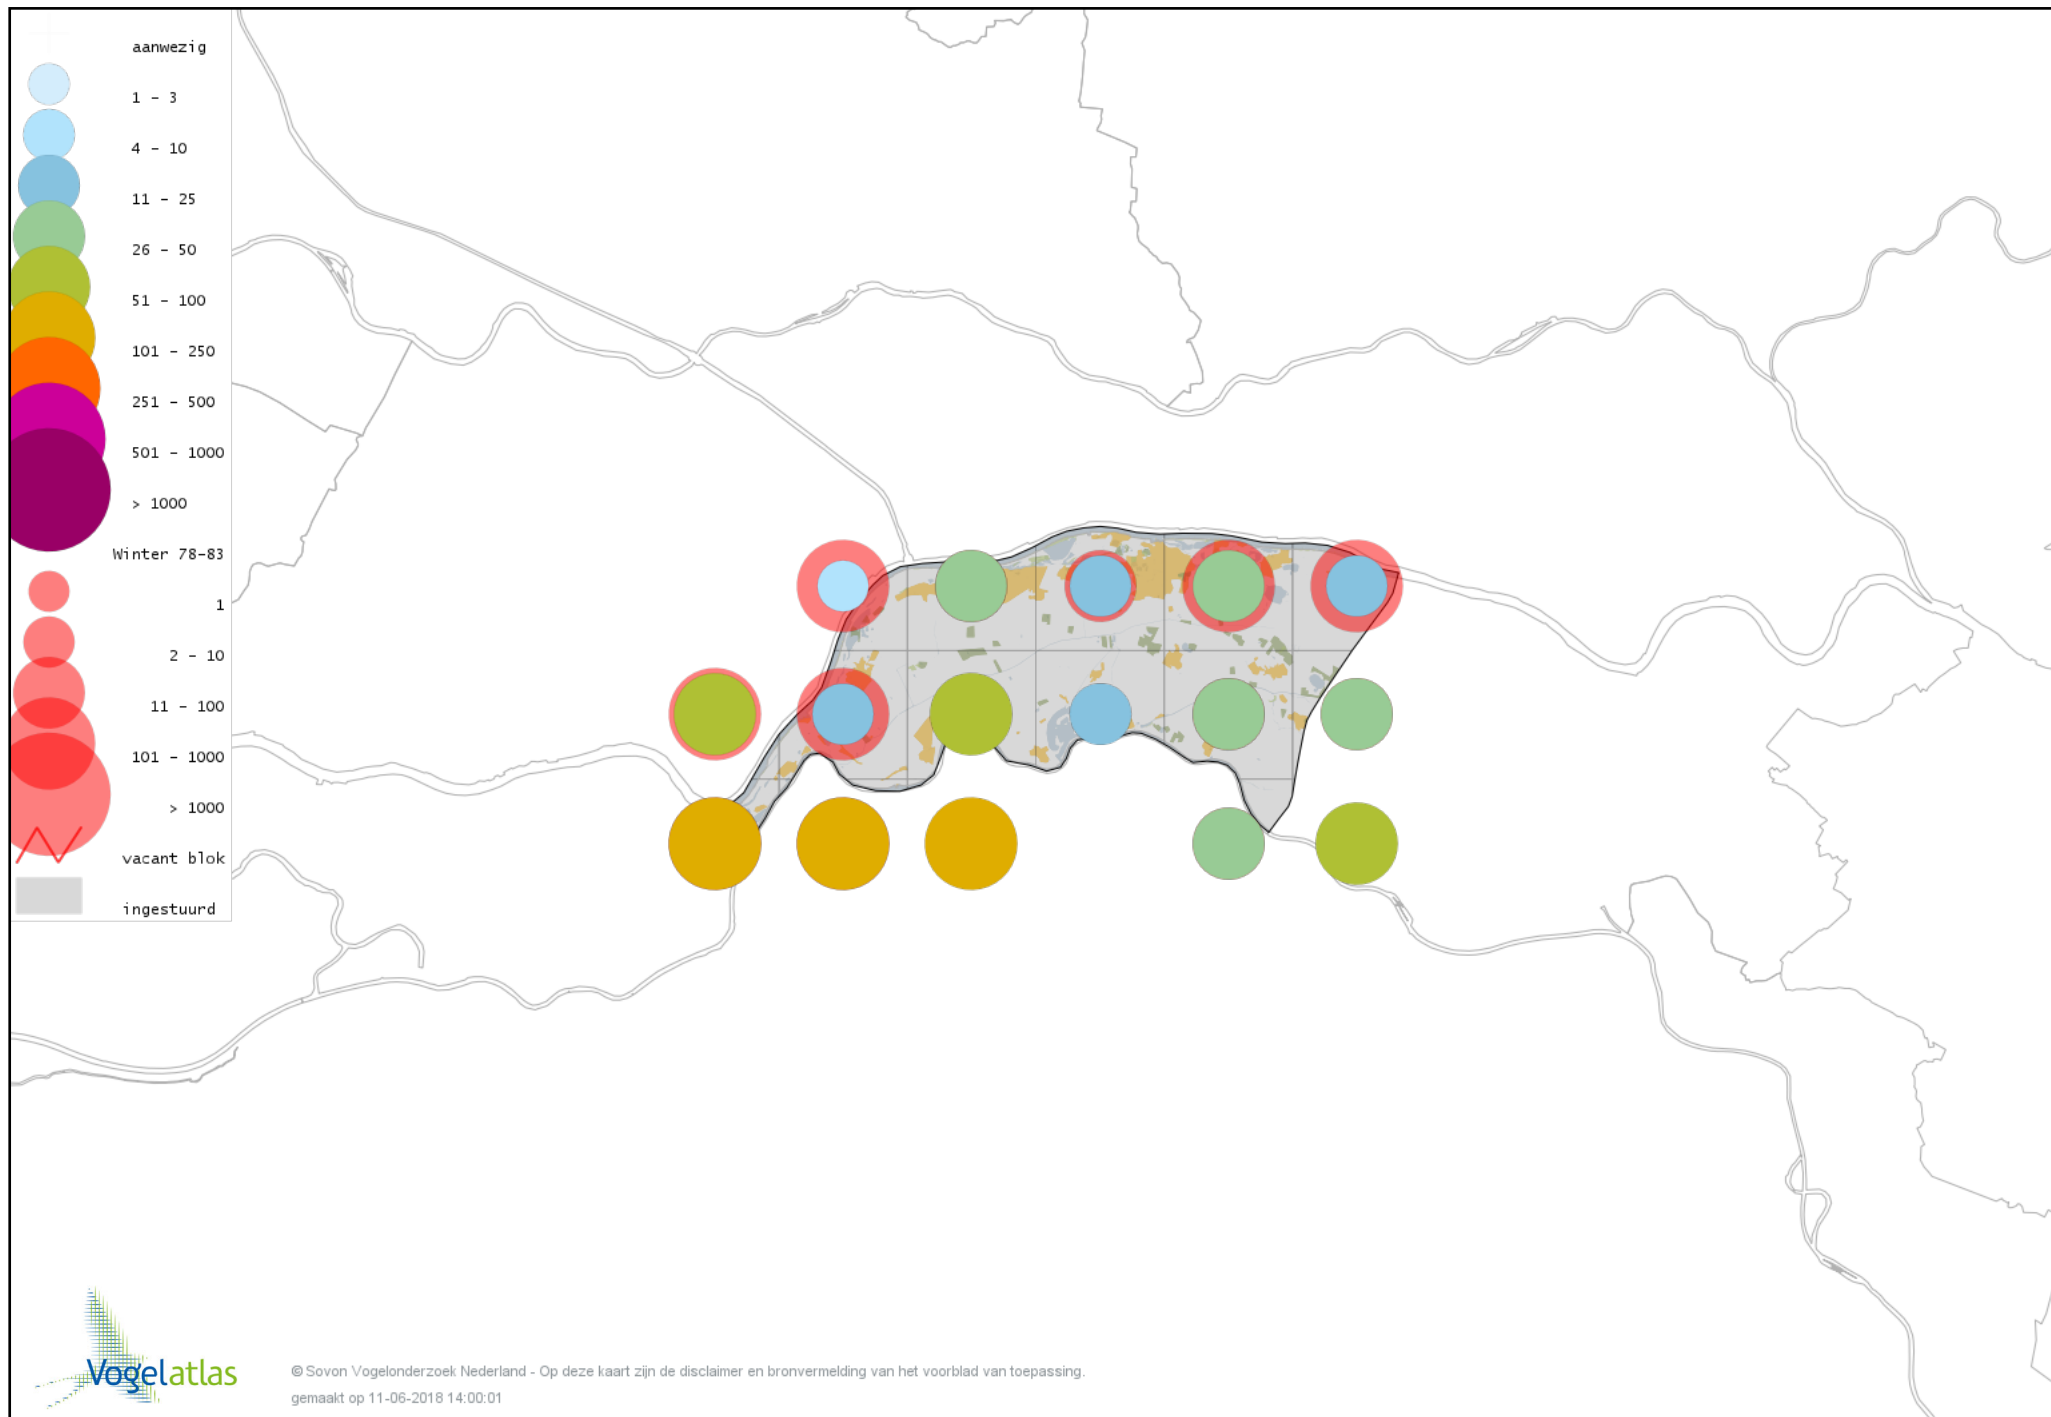 aanwezig
1 - 3
4 - 10
11 - 25
26 - 50
51 - 100
101 - 250
251 - 500
501 - 1000
> 1000
Winter 78-83
1
2 - 10
11 - 100
101 - 1000
> 1000
vacant blok
ingestuurd
Vogelatlas
© Sovon Vogelonderzoek Nederland - Op deze kaart zijn de disclaimer en bronvermelding van het voorblad van toepassing.
gemaakt op 11-06-2018 14:00:01